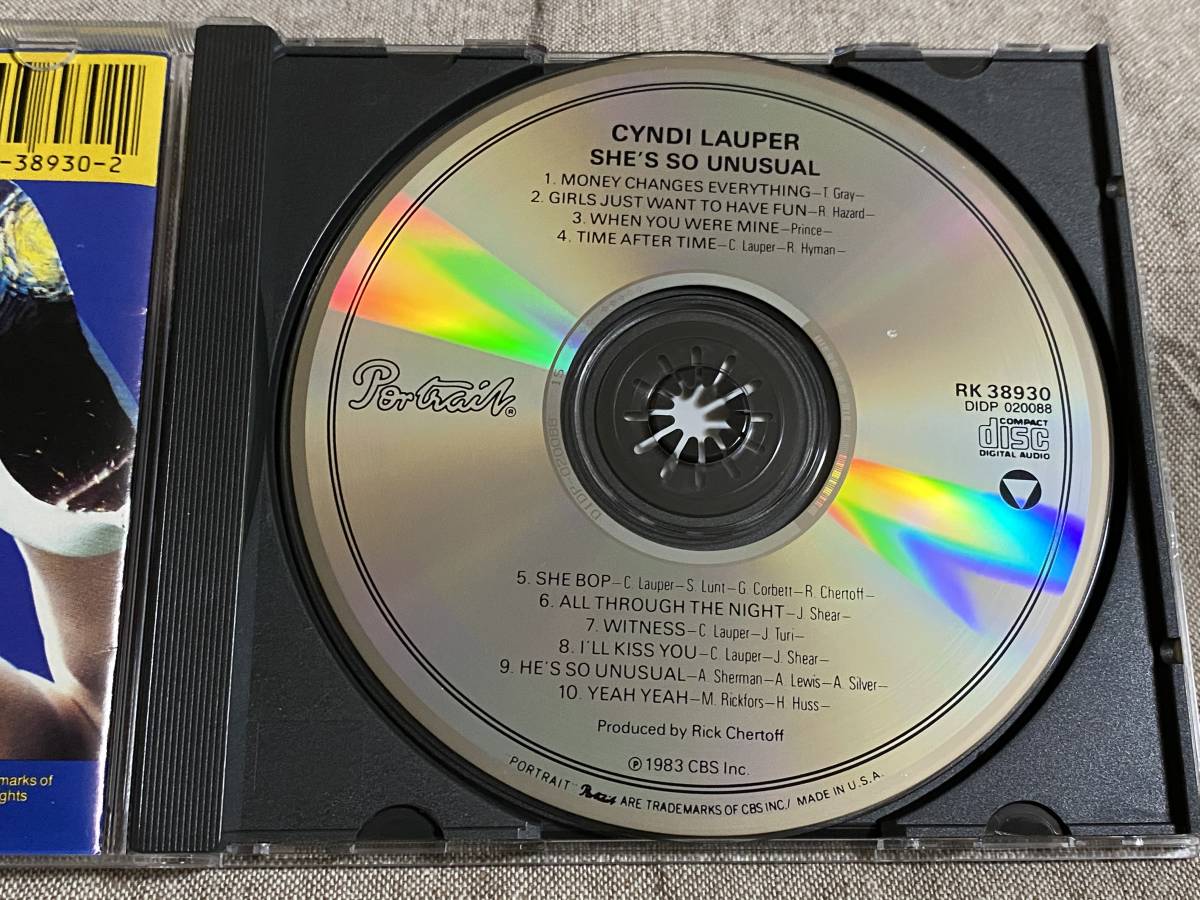 -38930-2
marks of
ghts
CYNDI LAUPER
SHE'S SO UNUSUAL
1. MONEY CHANGES EVERYTHING—T. Gray—
2. GIRLS JUST WANT TO HAVE FUN—R. Hazard—
3. WHEN YOU WERE MINE—Prince—
4. TIME AFTER TIME—C. Lauper—R. Hyman—
Portrait®
RK 38930
DIDP 020088
COMPACT
disc
DIGITAL AUDIO
DIDP-020088 1S
5. SHE BOP—C. Lauper—S. Lunt—G. Corbett—R. Chertoff—
6. ALL THROUGH THE NIGHT—J. Shear—
7. WITNESS—C. Lauper—J. Turi—
8. I'LL KISS YOU—C. Lauper—J. Shear—
9. HE'S SO UNUSUAL—A. Sherman—A. Lewis—A. Silver—
10. YEAH YEAH—M. Rickfors—H. Huss—
Produced by Rick Chertoff
℗ 1983 CBS Inc.
PORTRAIT™ Portrait ARE TRADEMARKS OF CBS INC./ MADE IN U.S.A.